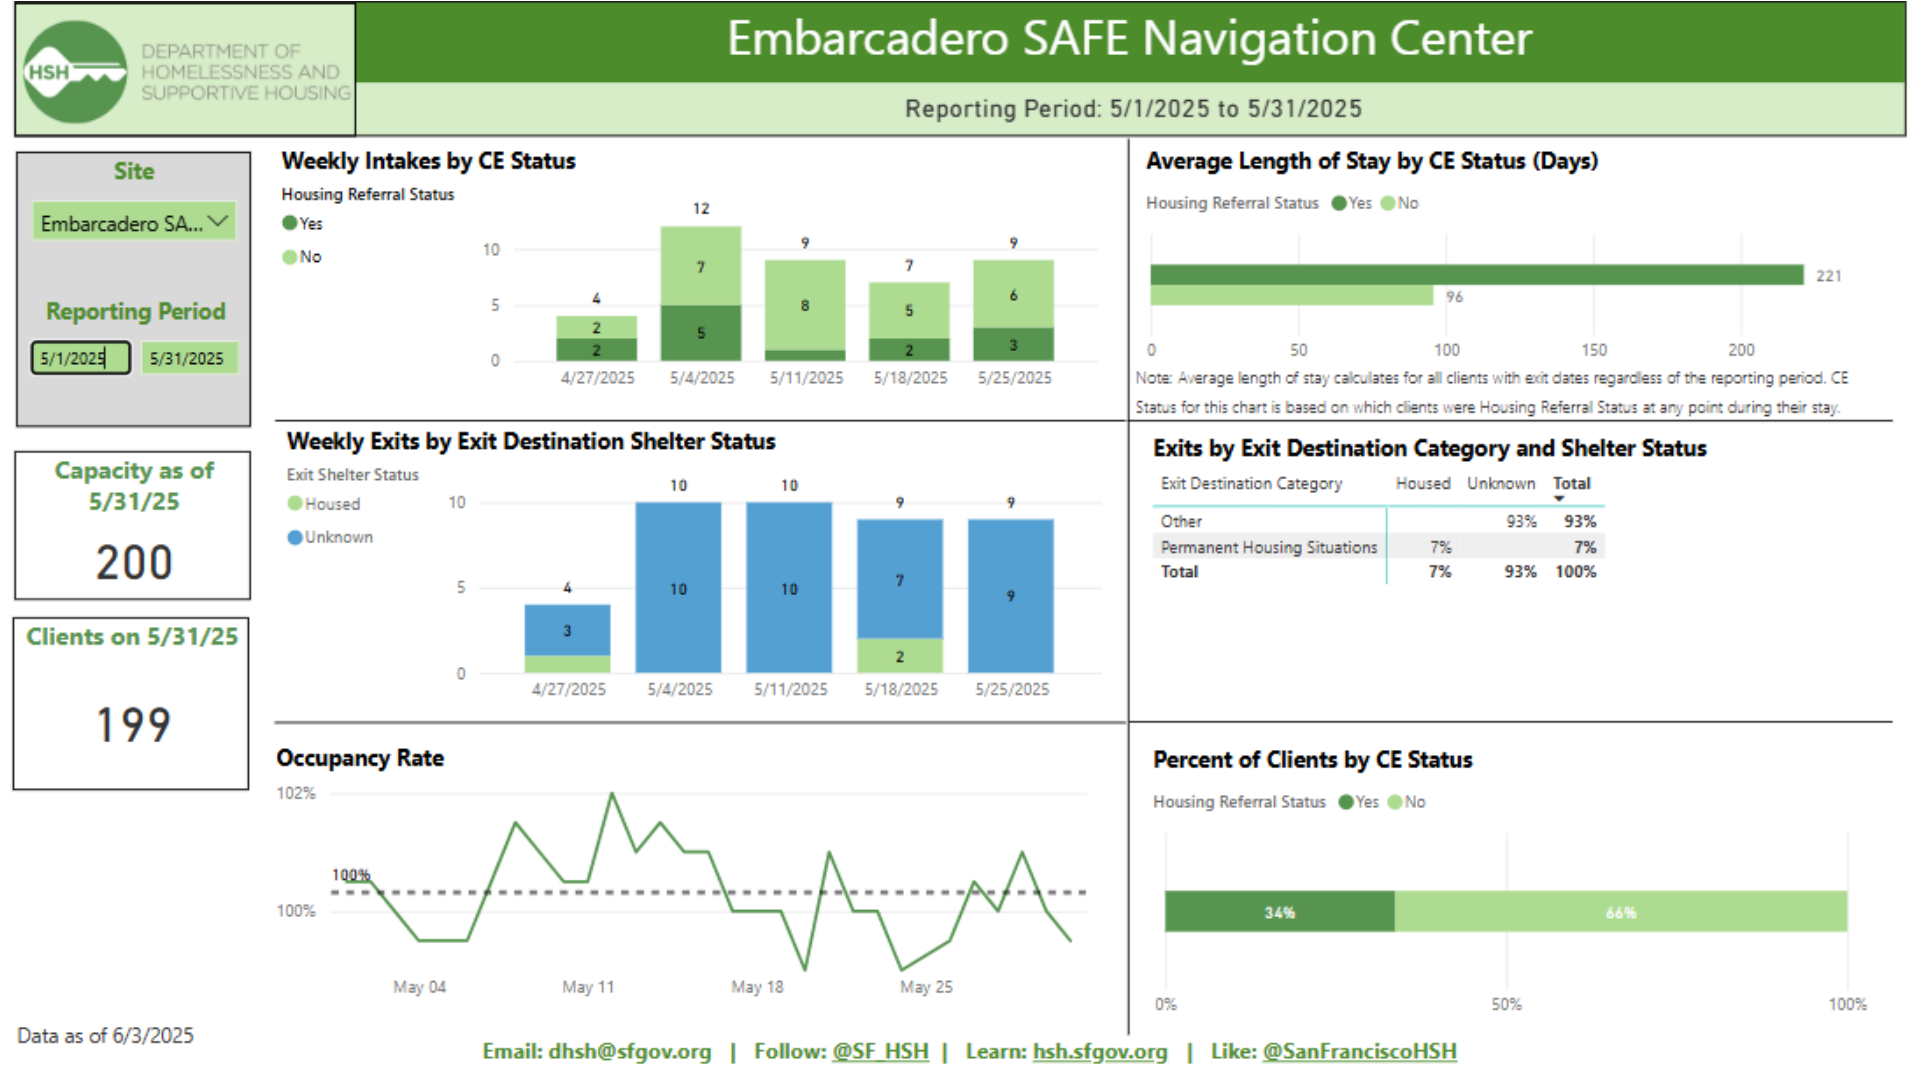 HSH
DEPARTMENT OF
HOMELESSNESS AND
SUPPORTIVE HOUSING
Embarcadero SAFE Navigation Center
Reporting Period: 5/1/2025 to 5/31/2025
Site
Embarcadero SA...
Reporting Period
5/1/2025 5/31/2025
Capacity as of
5/31/25
200
Clients on 5/31/25
199
Data as of 6/3/2025
Weekly Intakes by CE Status
Housing Referral Status
Yes
No
10
5
0
4
2
2
12
7
5
9
8
7
5
2
9
6
3
4/27/2025 5/4/2025 5/11/2025 5/18/2025 5/25/2025
Average Length of Stay by CE Status (Days)
Housing Referral Status Yes No
221
96
0 50 100 150 200
Note: Average length of stay calculates for all clients with exit dates regardless of the reporting period. CE
Status for this chart is based on which clients were Housing Referral Status at any point during their stay.
Weekly Exits by Exit Destination Shelter Status
Exit Shelter Status
Housed
Unknown
10
5
0
4
3
10
10
10
10
9
7
2
9
9
4/27/2025 5/4/2025 5/11/2025 5/18/2025 5/25/2025
Exits by Exit Destination Category and Shelter Status
Exit Destination Category Housed Unknown Total
Other 93% 93%
Permanent Housing Situations 7% 7%
Total 7% 93% 100%
Occupancy Rate
102%
100%
100%
May 04 May 11 May 18 May 25
Percent of Clients by CE Status
Housing Referral Status Yes No
34% 66%
0% 50% 100%
Email: dhsh@sfgov.org | Follow: @SF_HSH | Learn: hsh.sfgov.org | Like: @SanFranciscoHSH